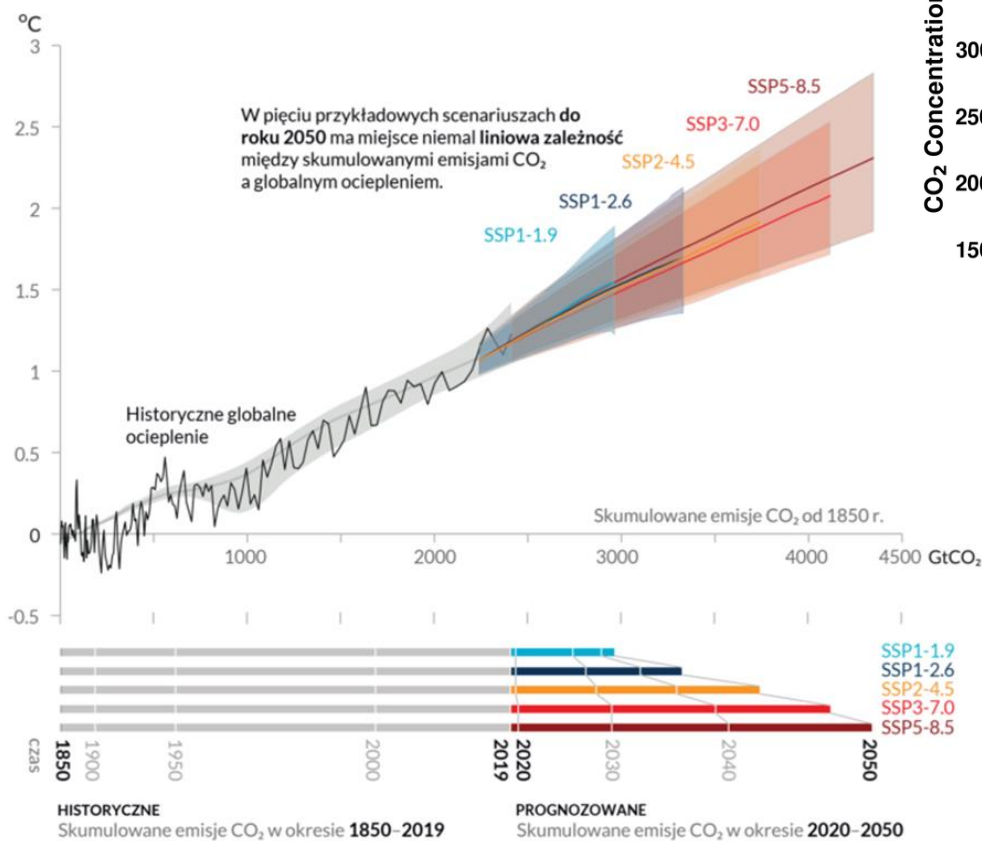 °C
3
2.5
2
1.5
1
0.5
0
-0.5
W pięciu przykładowych scenariuszach do
roku 2050 ma miejsce niemal liniowa zależność
między skumulowanymi emisjami CO₂
a globalnym ociepleniem.
SSP5-8.5
SSP3-7.0
SSP2-4.5
SSP1-2.6
SSP1-1.9
Historyczne globalne
ocieplenie
Skumulowane emisje CO₂ od 1850 r.
1000 2000 3000 4000 4500 GtCO₂
SSP1-1.9
SSP1-2.6
SSP2-4.5
SSP3-7.0
SSP5-8.5
czas 1850 1900 1950 2000 2019 2020 2030 2040 2050
HISTORYCZNE
Skumulowane emisje CO₂ w okresie 1850–2019
PROGNOZOWANE
Skumulowane emisje CO₂ w okresie 2020–2050
CO₂